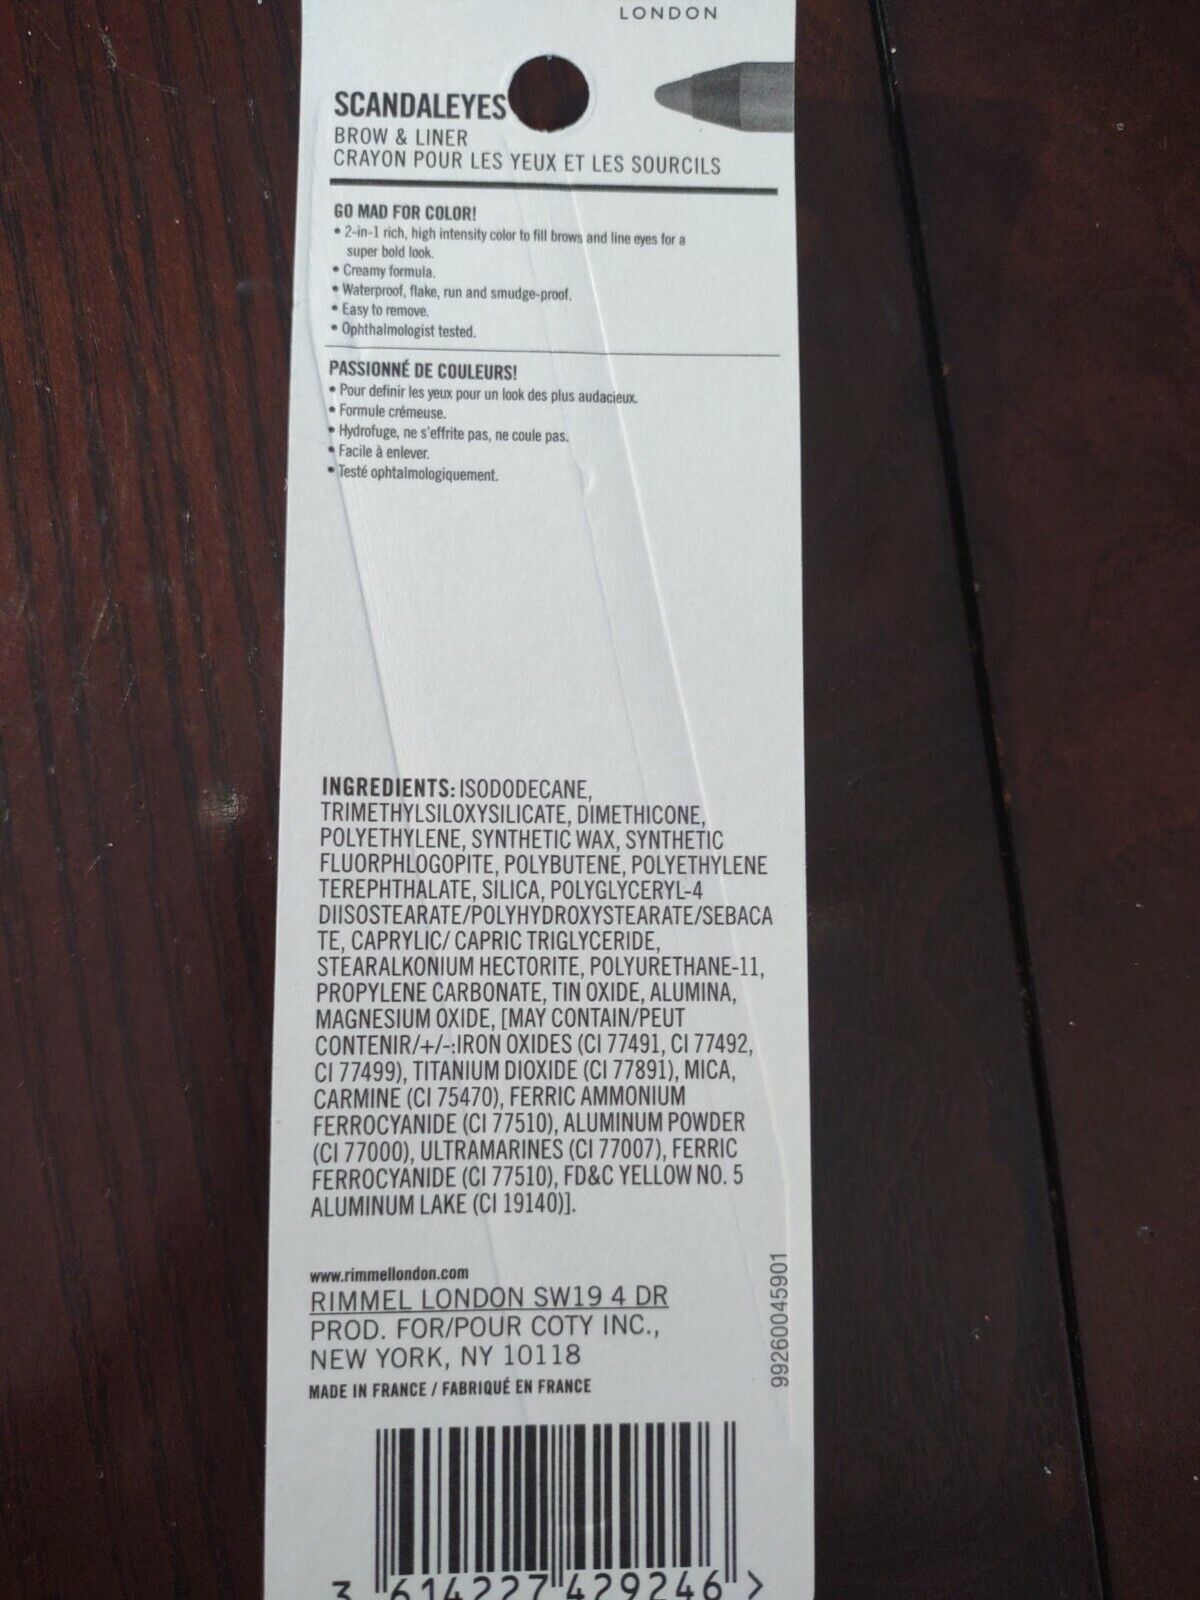 LONDON
SCANDALEYES
BROW & LINER
CRAYON POUR LES YEUX ET LES SOURCILS
GO MAD FOR COLOR!
• 2-in-1 rich, high intensity color to fill brows and line eyes for a
super bold look.
• Creamy formula.
• Waterproof, flake, run and smudge-proof.
• Easy to remove.
• Ophthalmologist tested.
PASSIONNÉ DE COULEURS!
• Pour definir les yeux pour un look des plus audacieux.
• Formule crémeuse.
• Hydrofuge, ne s'effrite pas, ne coule pas.
• Facile à enlever.
• Testé ophtalmologiquement.
INGREDIENTS: ISODODECANE,
TRIMETHYLSILOXYSILICATE, DIMETHICONE,
POLYETHYLENE, SYNTHETIC WAX, SYNTHETIC
FLUORPHLOGOPITE, POLYBUTENE, POLYETHYLENE
TEREPHTHALATE, SILICA, POLYGLYCERYL-4
DIISOSTEARATE/POLYHYDROXYSTEARATE/SEBACA
TE, CAPRYLIC/ CAPRIC TRIGLYCERIDE,
STEARALKONIUM HECTORITE, POLYURETHANE-11,
PROPYLENE CARBONATE, TIN OXIDE, ALUMINA,
MAGNESIUM OXIDE, [MAY CONTAIN/PEUT
CONTENIR/+/-:IRON OXIDES (CI 77491, CI 77492,
CI 77499), TITANIUM DIOXIDE (CI 77891), MICA,
CARMINE (CI 75470), FERRIC AMMONIUM
FERROCYANIDE (CI 77510), ALUMINUM POWDER
(CI 77000), ULTRAMARINES (CI 77007), FERRIC
FERROCYANIDE (CI 77510), FD&C YELLOW NO. 5
ALUMINUM LAKE (CI 19140)].
www.rimmellondon.com
RIMMEL LONDON SW19 4 DR
PROD. FOR/POUR COTY INC.,
NEW YORK, NY 10118
MADE IN FRANCE / FABRIQUÉ EN FRANCE
99260045901
3 614227 429246 >